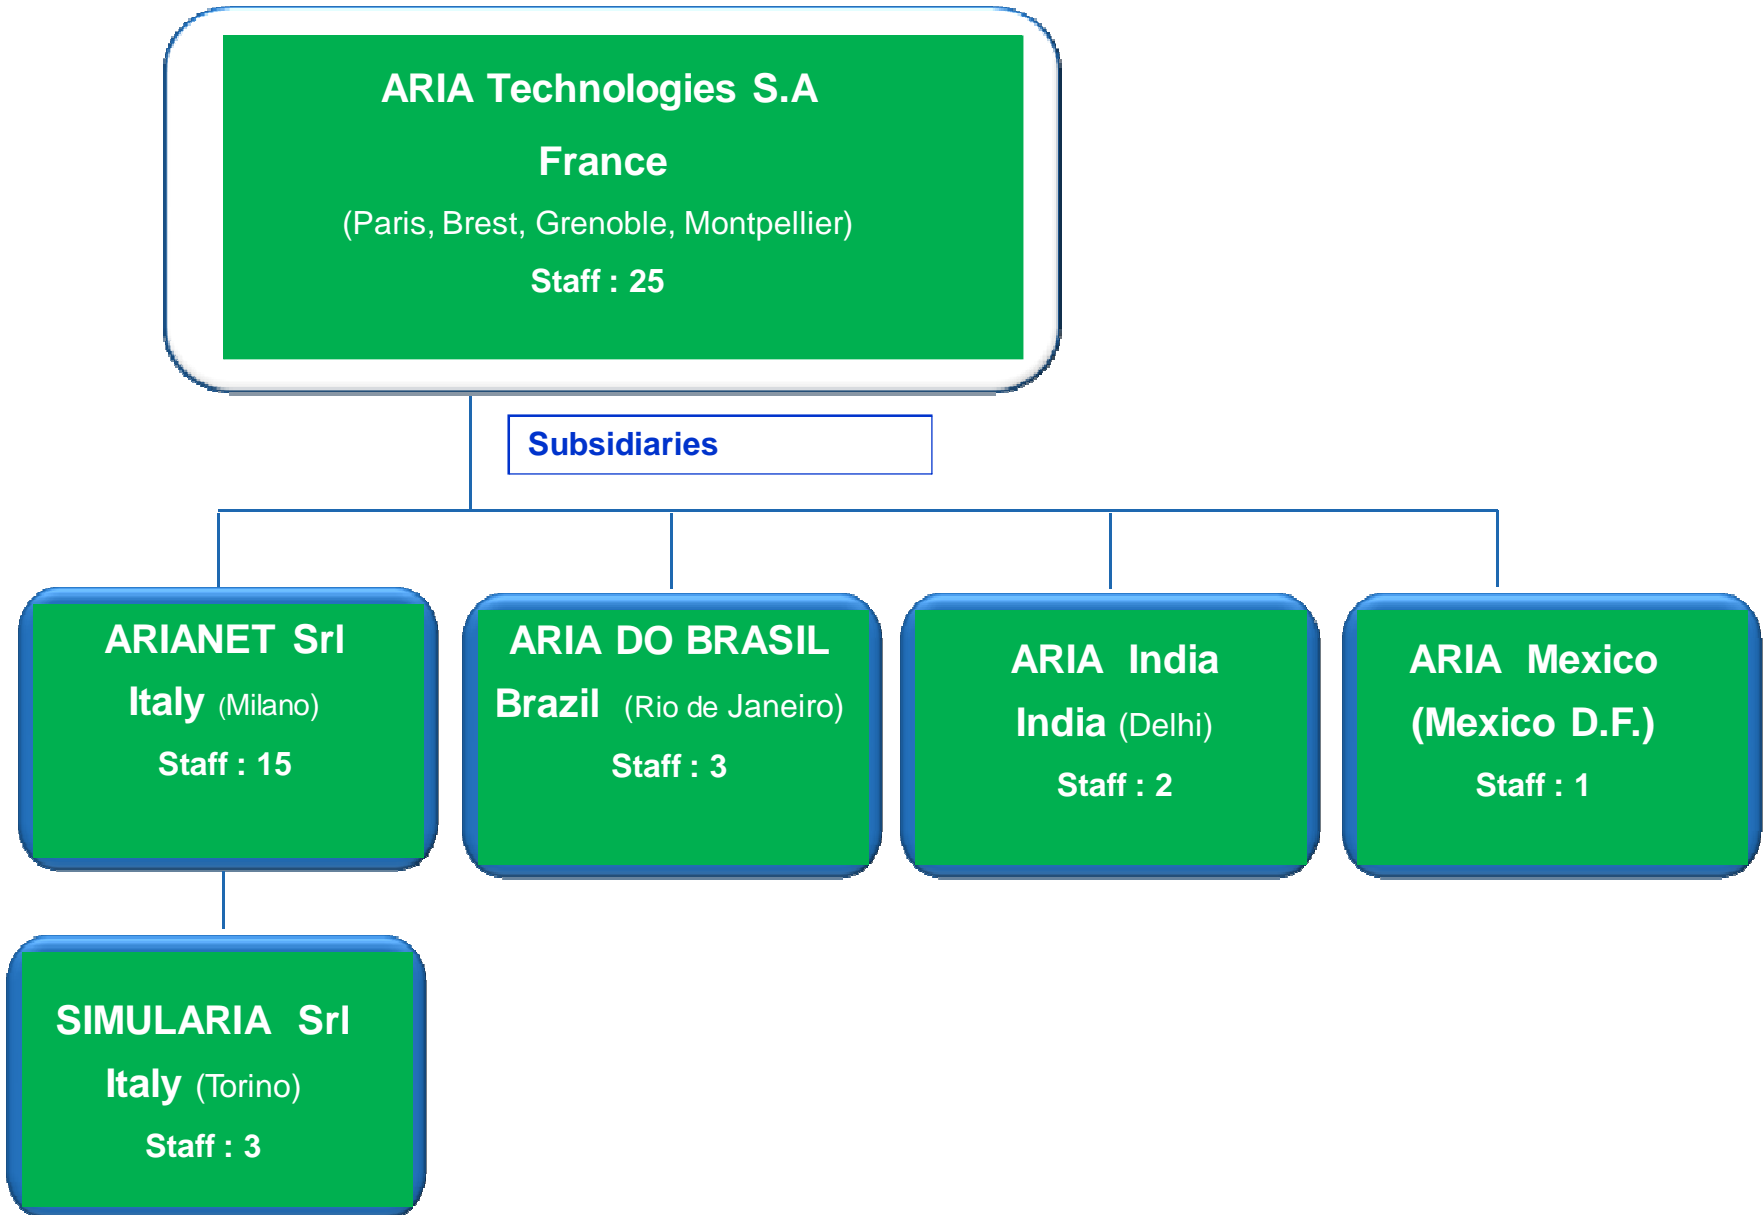 ARIA Technologies S.A
France
(Paris, Brest, Grenoble, Montpellier)
Staff : 25
Subsidiaries
ARIANET Srl
Italy (Milano)
Staff : 15
ARIA DO BRASIL
Brazil (Rio de Janeiro)
Staff : 3
ARIA India
India (Delhi)
Staff : 2
ARIA Mexico
(Mexico D.F.)
Staff : 1
SIMULARIA Srl
Italy (Torino)
Staff : 3